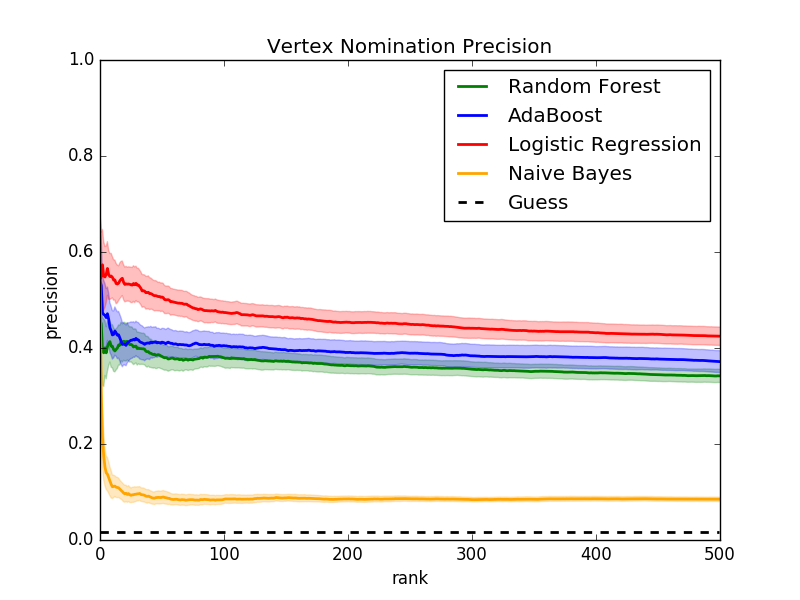 Vertex Nomination Precision
1.0
0.8
0.6
0.4
0.2
0.0
precision
Random Forest
AdaBoost
Logistic Regression
Naive Bayes
Guess
0 100 200 300 400 500
rank